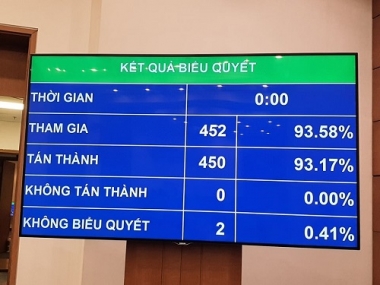 KẾT QUẢ BIỂU QUYẾT
THỜI GIAN 0:00
THAM GIA 452 93.58%
TÁN THÀNH 450 93.17%
KHÔNG TÁN THÀNH 0 0.00%
KHÔNG BIỂU QUYẾT 2 0.41%